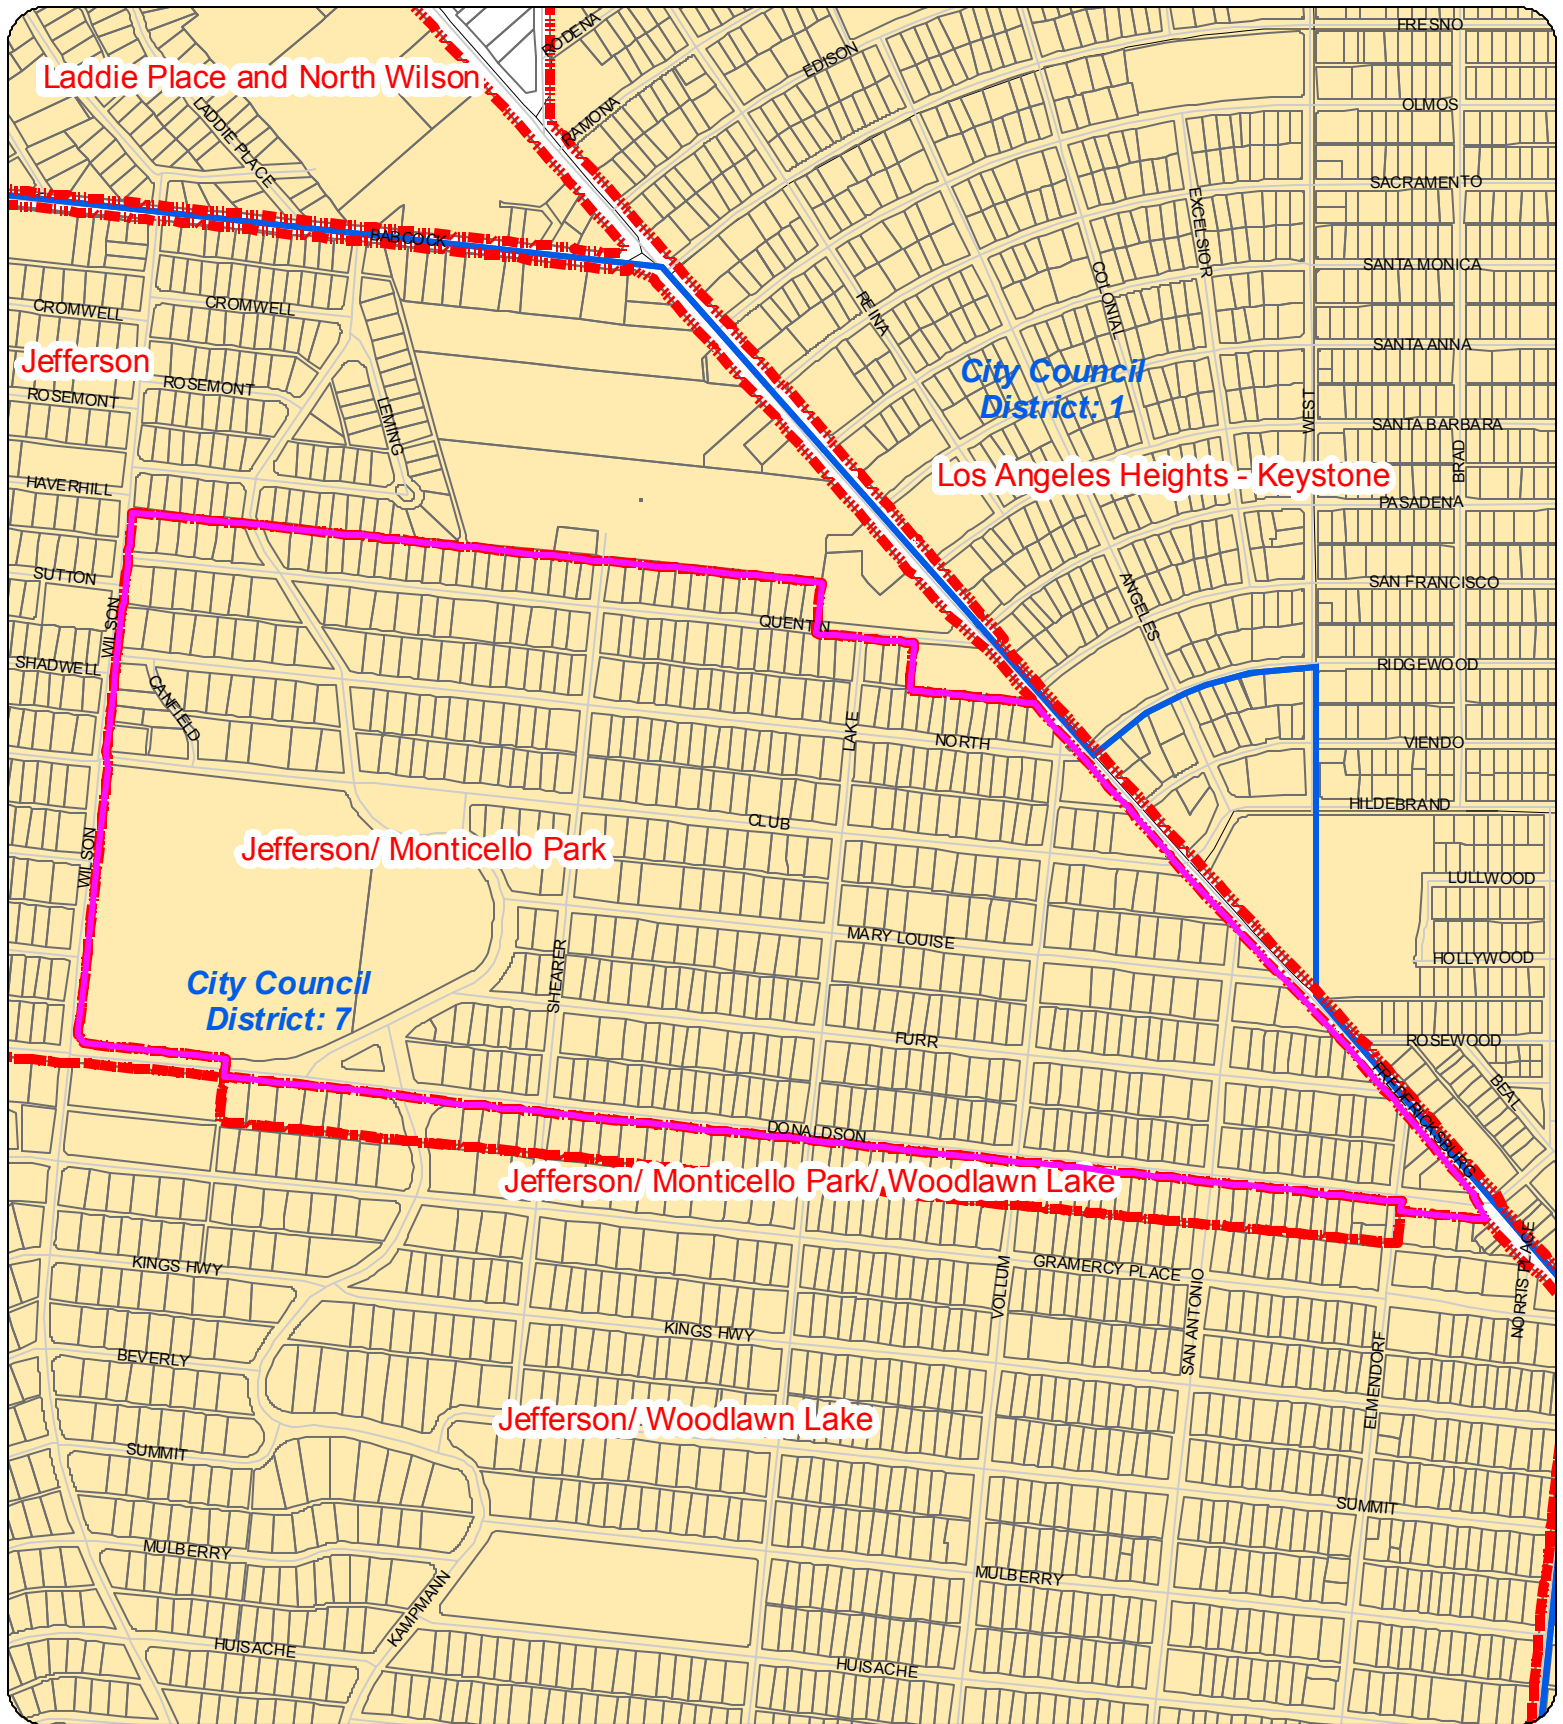 FRESNO
RODENA
EDISON
Laddie Place and North Wilson
OLMOS
RAMONA
LADDIE PLACE
SACRAMENTO
EXCELSIOR
BABCOCK
SANTA MONICA
COLONIAL
REINA
CROMWELL
CROMWELL
SANTA ANNA
Jefferson
City Council
District: 1
ROSEMONT
ROSEMONT
LEMING
WEST
SANTA BARBARA
BRAD
Los Angeles Heights - Keystone
HAVERHILL
PASADENA
SUTTON
SAN FRANCISCO
ANGELES
WILSON
QUENTIN
SHADWELL
RIDGEWOOD
CANFIELD
LAKE
NORTH
VIENDO
HILDEBRAND
CLUB
Jefferson/ Monticello Park
WILSON
LULLWOOD
MARY LOUISE
HOLLYWOOD
SHEARER
City Council
District: 7
FURR
ROSEWOOD
BEAL
FREDERICKSBURG
DONALDSON
Jefferson/ Monticello Park/ Woodlawn Lake
KINGS HWY
GRAMERCY PLACE
VOLLUM
SAN ANTONIO
NORRIS PLACE
KINGS HWY
BEVERLY
ELMENDORF
Jefferson/ Woodlawn Lake
SUMMIT
SUMMIT
MULBERRY
MULBERRY
KAMPMANN
HUISACHE
HUISACHE